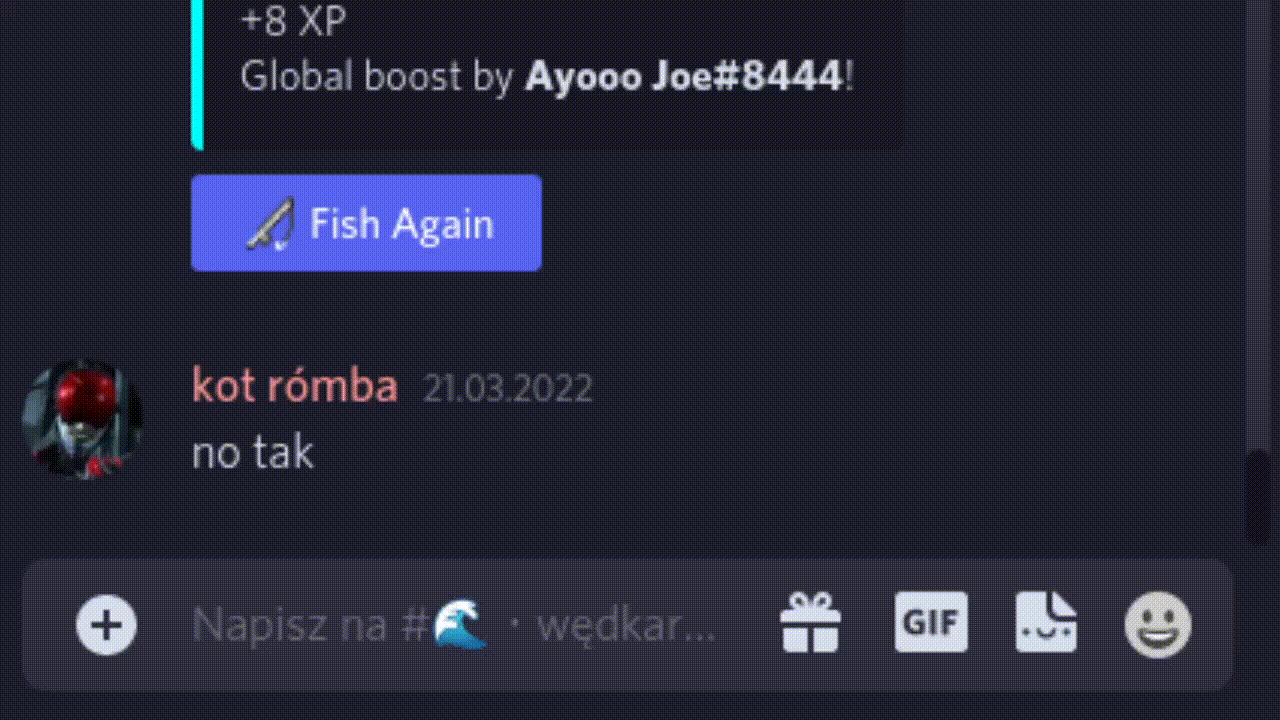 +8 XP
Global boost by Ayooo Joe#8444!
Fish Again
kot rómba 21.03.2022
no tak
Napisz na #🌊・wędkar...
GIF